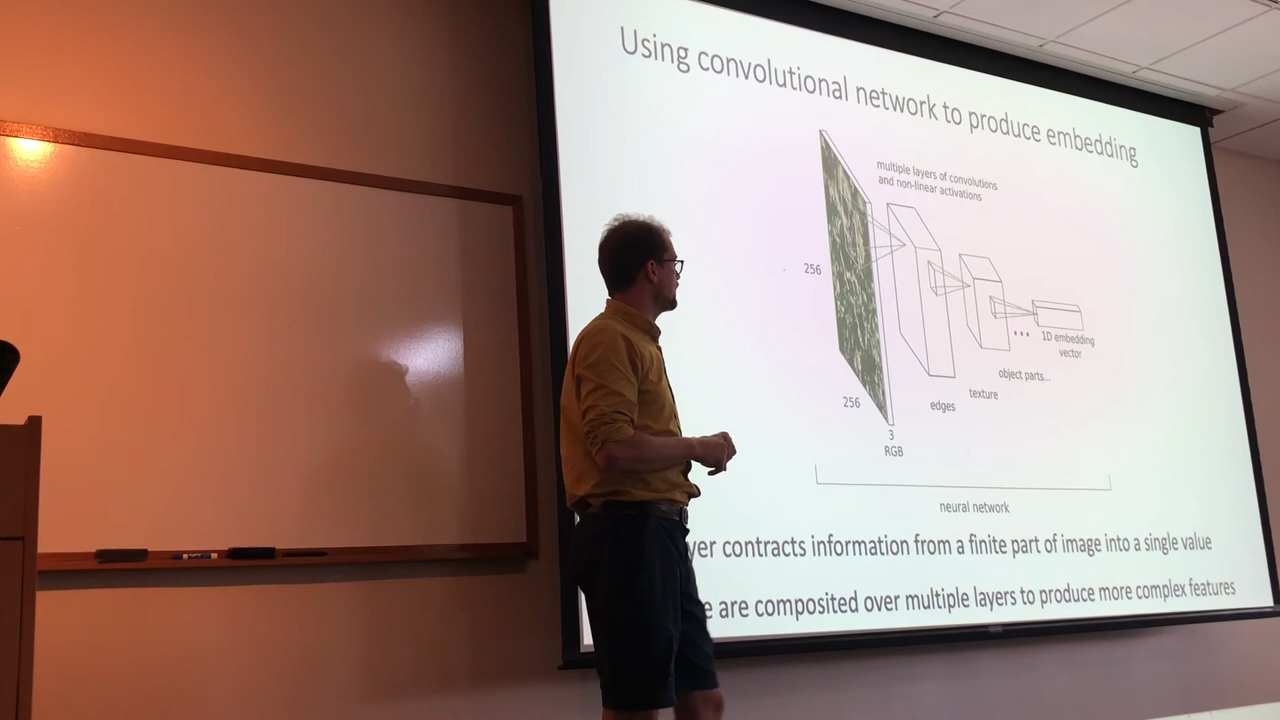 Using convolutional network to produce embedding
multiple layers of convolutions
and non-linear activations
256
1D embedding
vector
object parts...
texture
edges
256
3
RGB
neural network
yer contracts information from a finite part of image into a single value
e are composited over multiple layers to produce more complex features